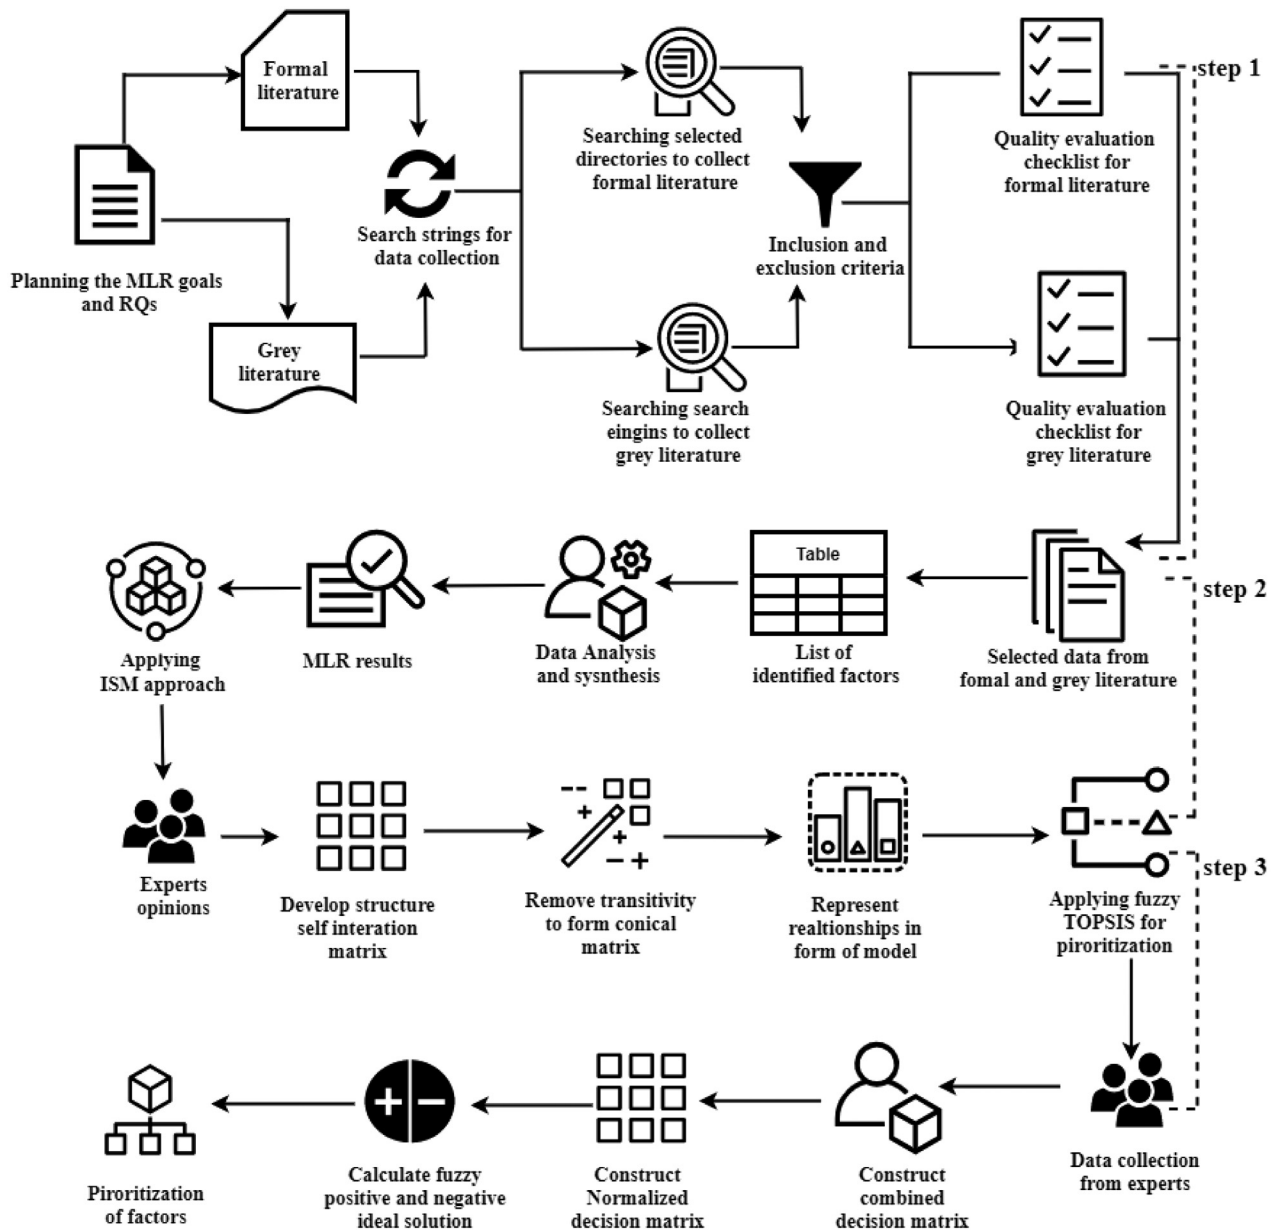 Formal
literature
Planning the MLR goals
and RQs
Grey
literature
Search strings for
data collection
Searching selected
directories to collect
formal literature
Searching search
eingins to collect
grey literature
Inclusion and
exclusion criteria
Quality evaluation
checklist for
formal literature
Quality evaluation
checklist for
grey literature
step 1
Applying
ISM approach
MLR results
Data Analysis
and sysnthesis
Table
List of
identified factors
Selected data from
fomal and grey literature
step 2
Experts
opinions
Develop structure
self interation
matrix
Remove transitivity
to form conical
matrix
Represent
realtionships in
form of model
Applying fuzzy
TOPSIS for
piroritization
step 3
Piroritization
of factors
Calculate fuzzy
positive and negative
ideal solution
Construct
Normalized
decision matrix
Construct
combined
decision matrix
Data collection
from experts